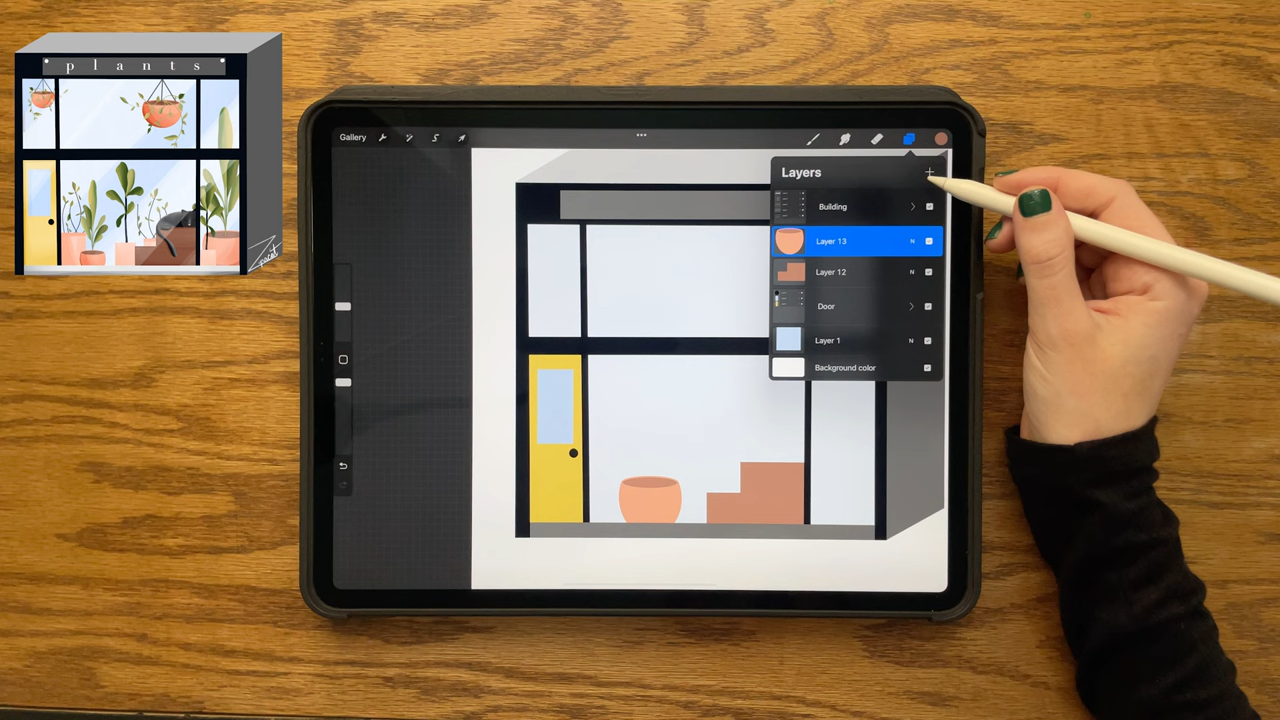 p l a n t s
Gallery
S
Layers
Building
Layer 13
N
Layer 12
N
Door
Layer 1
N
Background color